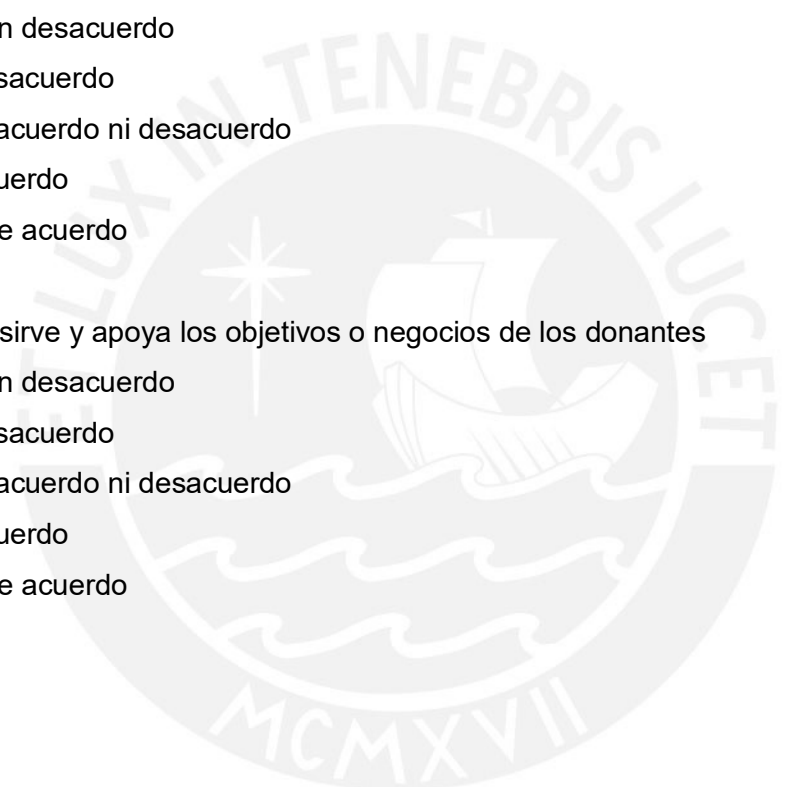 n desacuerdo
sacuerdo
acuerdo ni desacuerdo
uerdo
e acuerdo
sirve y apoya los objetivos o negocios de los donantes
n desacuerdo
sacuerdo
acuerdo ni desacuerdo
uerdo
e acuerdo
ET LUX IN TENEBRIS LUCET
MCMXVII